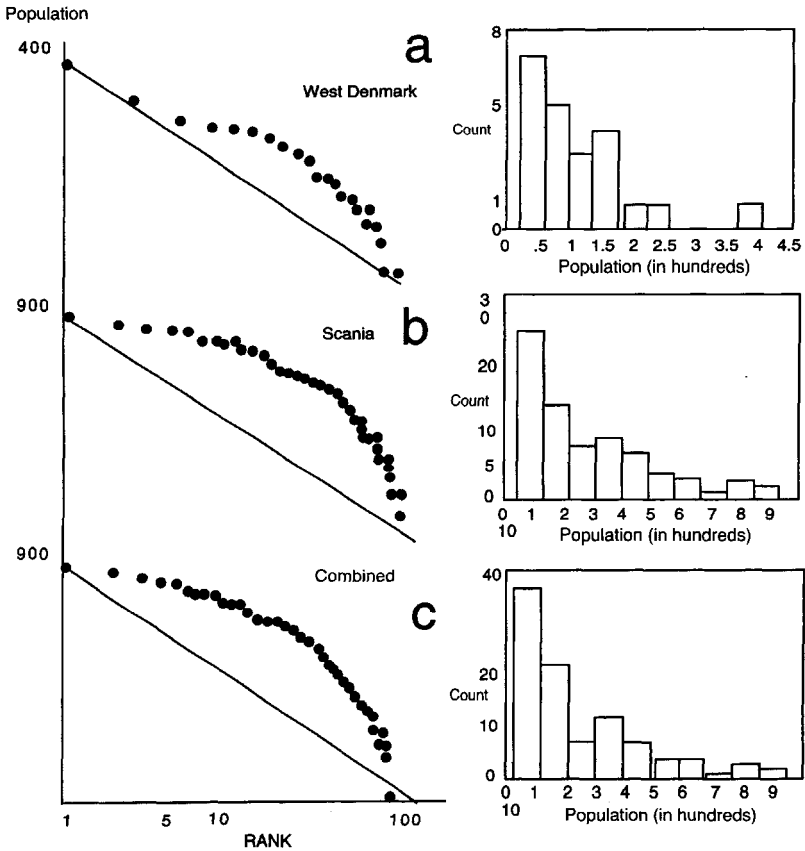 Population
400
a
West Denmark
8
5
Count
1
0
0 .5 1 1.5 2 2.5 3 3.5 4 4.5
Population (in hundreds)
900
Scania
b
3
0
20
Count
10
5
0
0 1 2 3 4 5 6 7 8 9
10
Population (in hundreds)
900
Combined
c
40
20
Count
10
0
0 1 2 3 4 5 6 7 8 9
10
Population (in hundreds)
1 5 10 100
RANK